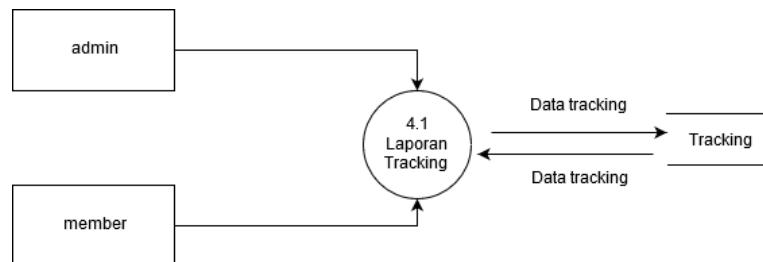 admin
Data tracking
4.1
Laporan
Tracking
Tracking
Data tracking
member